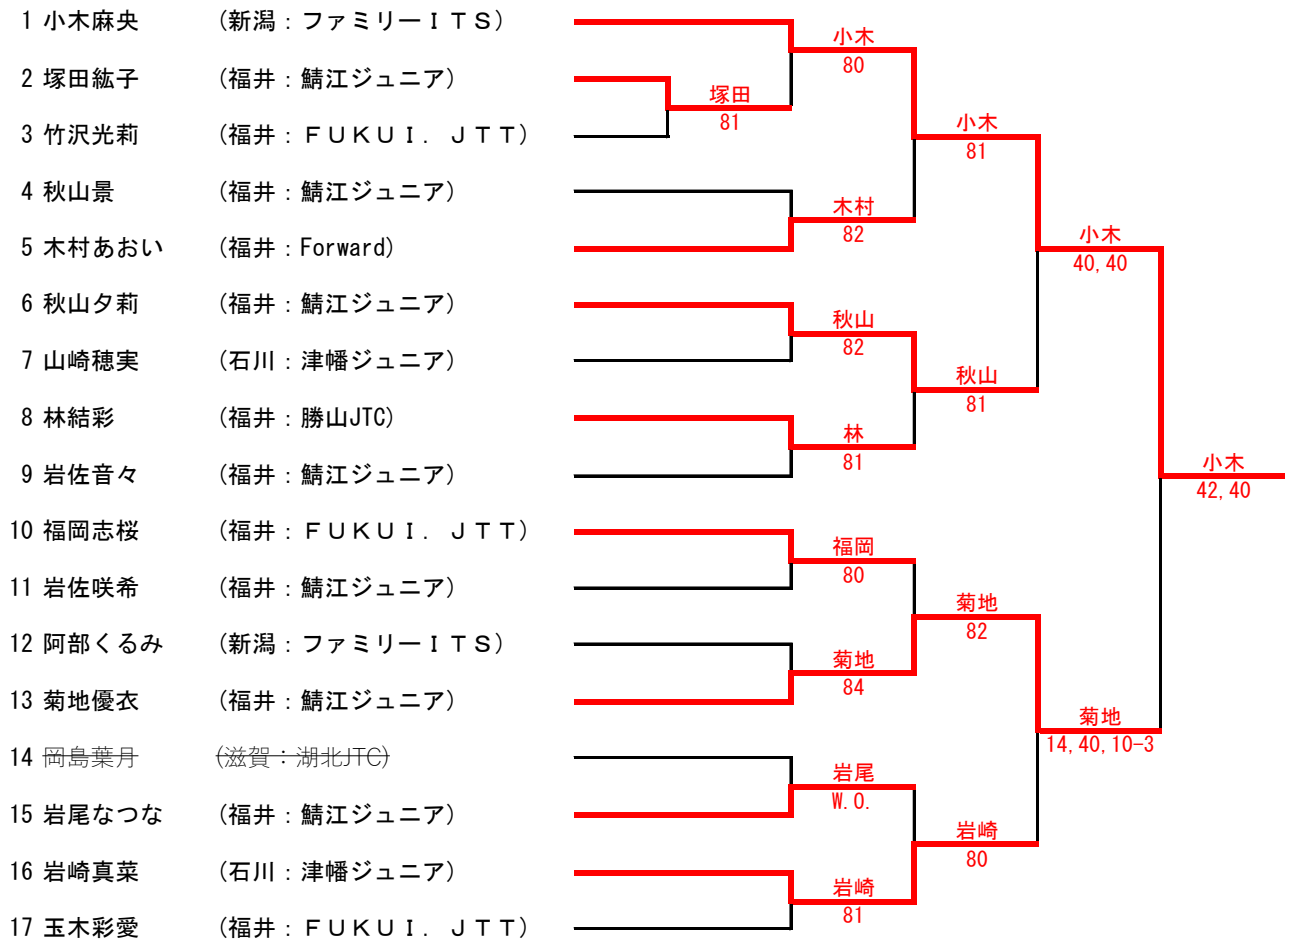 1 小木麻央 (新潟：ファミリーＩＴＳ)
2 塚田紘子 (福井：鯖江ジュニア)
3 竹沢光莉 (福井：ＦＵＫＵＩ．ＪＴＴ)
4 秋山景 (福井：鯖江ジュニア)
5 木村あおい (福井：Forward)
6 秋山夕莉 (福井：鯖江ジュニア)
7 山崎穂実 (石川：津幡ジュニア)
8 林結彩 (福井：勝山JTC)
9 岩佐音々 (福井：鯖江ジュニア)
10 福岡志桜 (福井：ＦＵＫＵＩ．ＪＴＴ)
11 岩佐咲希 (福井：鯖江ジュニア)
12 阿部くるみ (新潟：ファミリーＩＴＳ)
13 菊地優衣 (福井：鯖江ジュニア)
14 岡島葉月 (滋賀：湖北JTC)
15 岩尾なつな (福井：鯖江ジュニア)
16 岩崎真菜 (石川：津幡ジュニア)
17 玉木彩愛 (福井：ＦＵＫＵＩ．ＪＴＴ)
塚田
81
小木
80
木村
82
秋山
82
林
81
福岡
80
菊地
84
岩尾
W.O.
岩崎
81
小木
81
秋山
81
菊地
82
岩崎
80
小木
40,40
菊地
14,40,10-3
小木
42,40